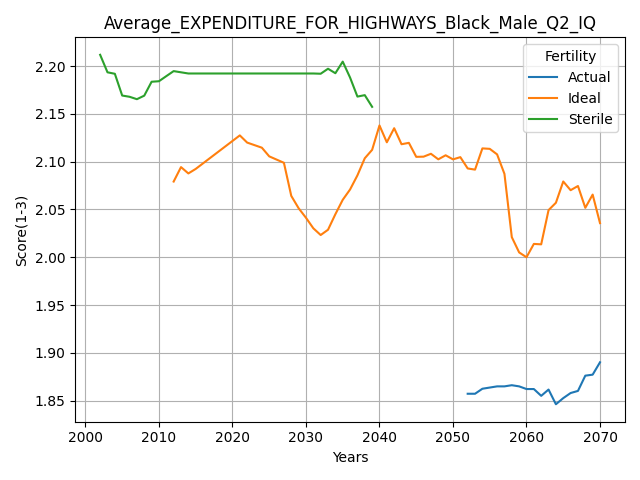 Average_EXPENDITURE_FOR_HIGHWAYS_Black_Male_Q2_IQ
Fertility
Actual
Ideal
Sterile
Score(1-3)
2.20
2.15
2.10
2.05
2.00
1.95
1.90
1.85
2000 2010 2020 2030 2040 2050 2060 2070
Years